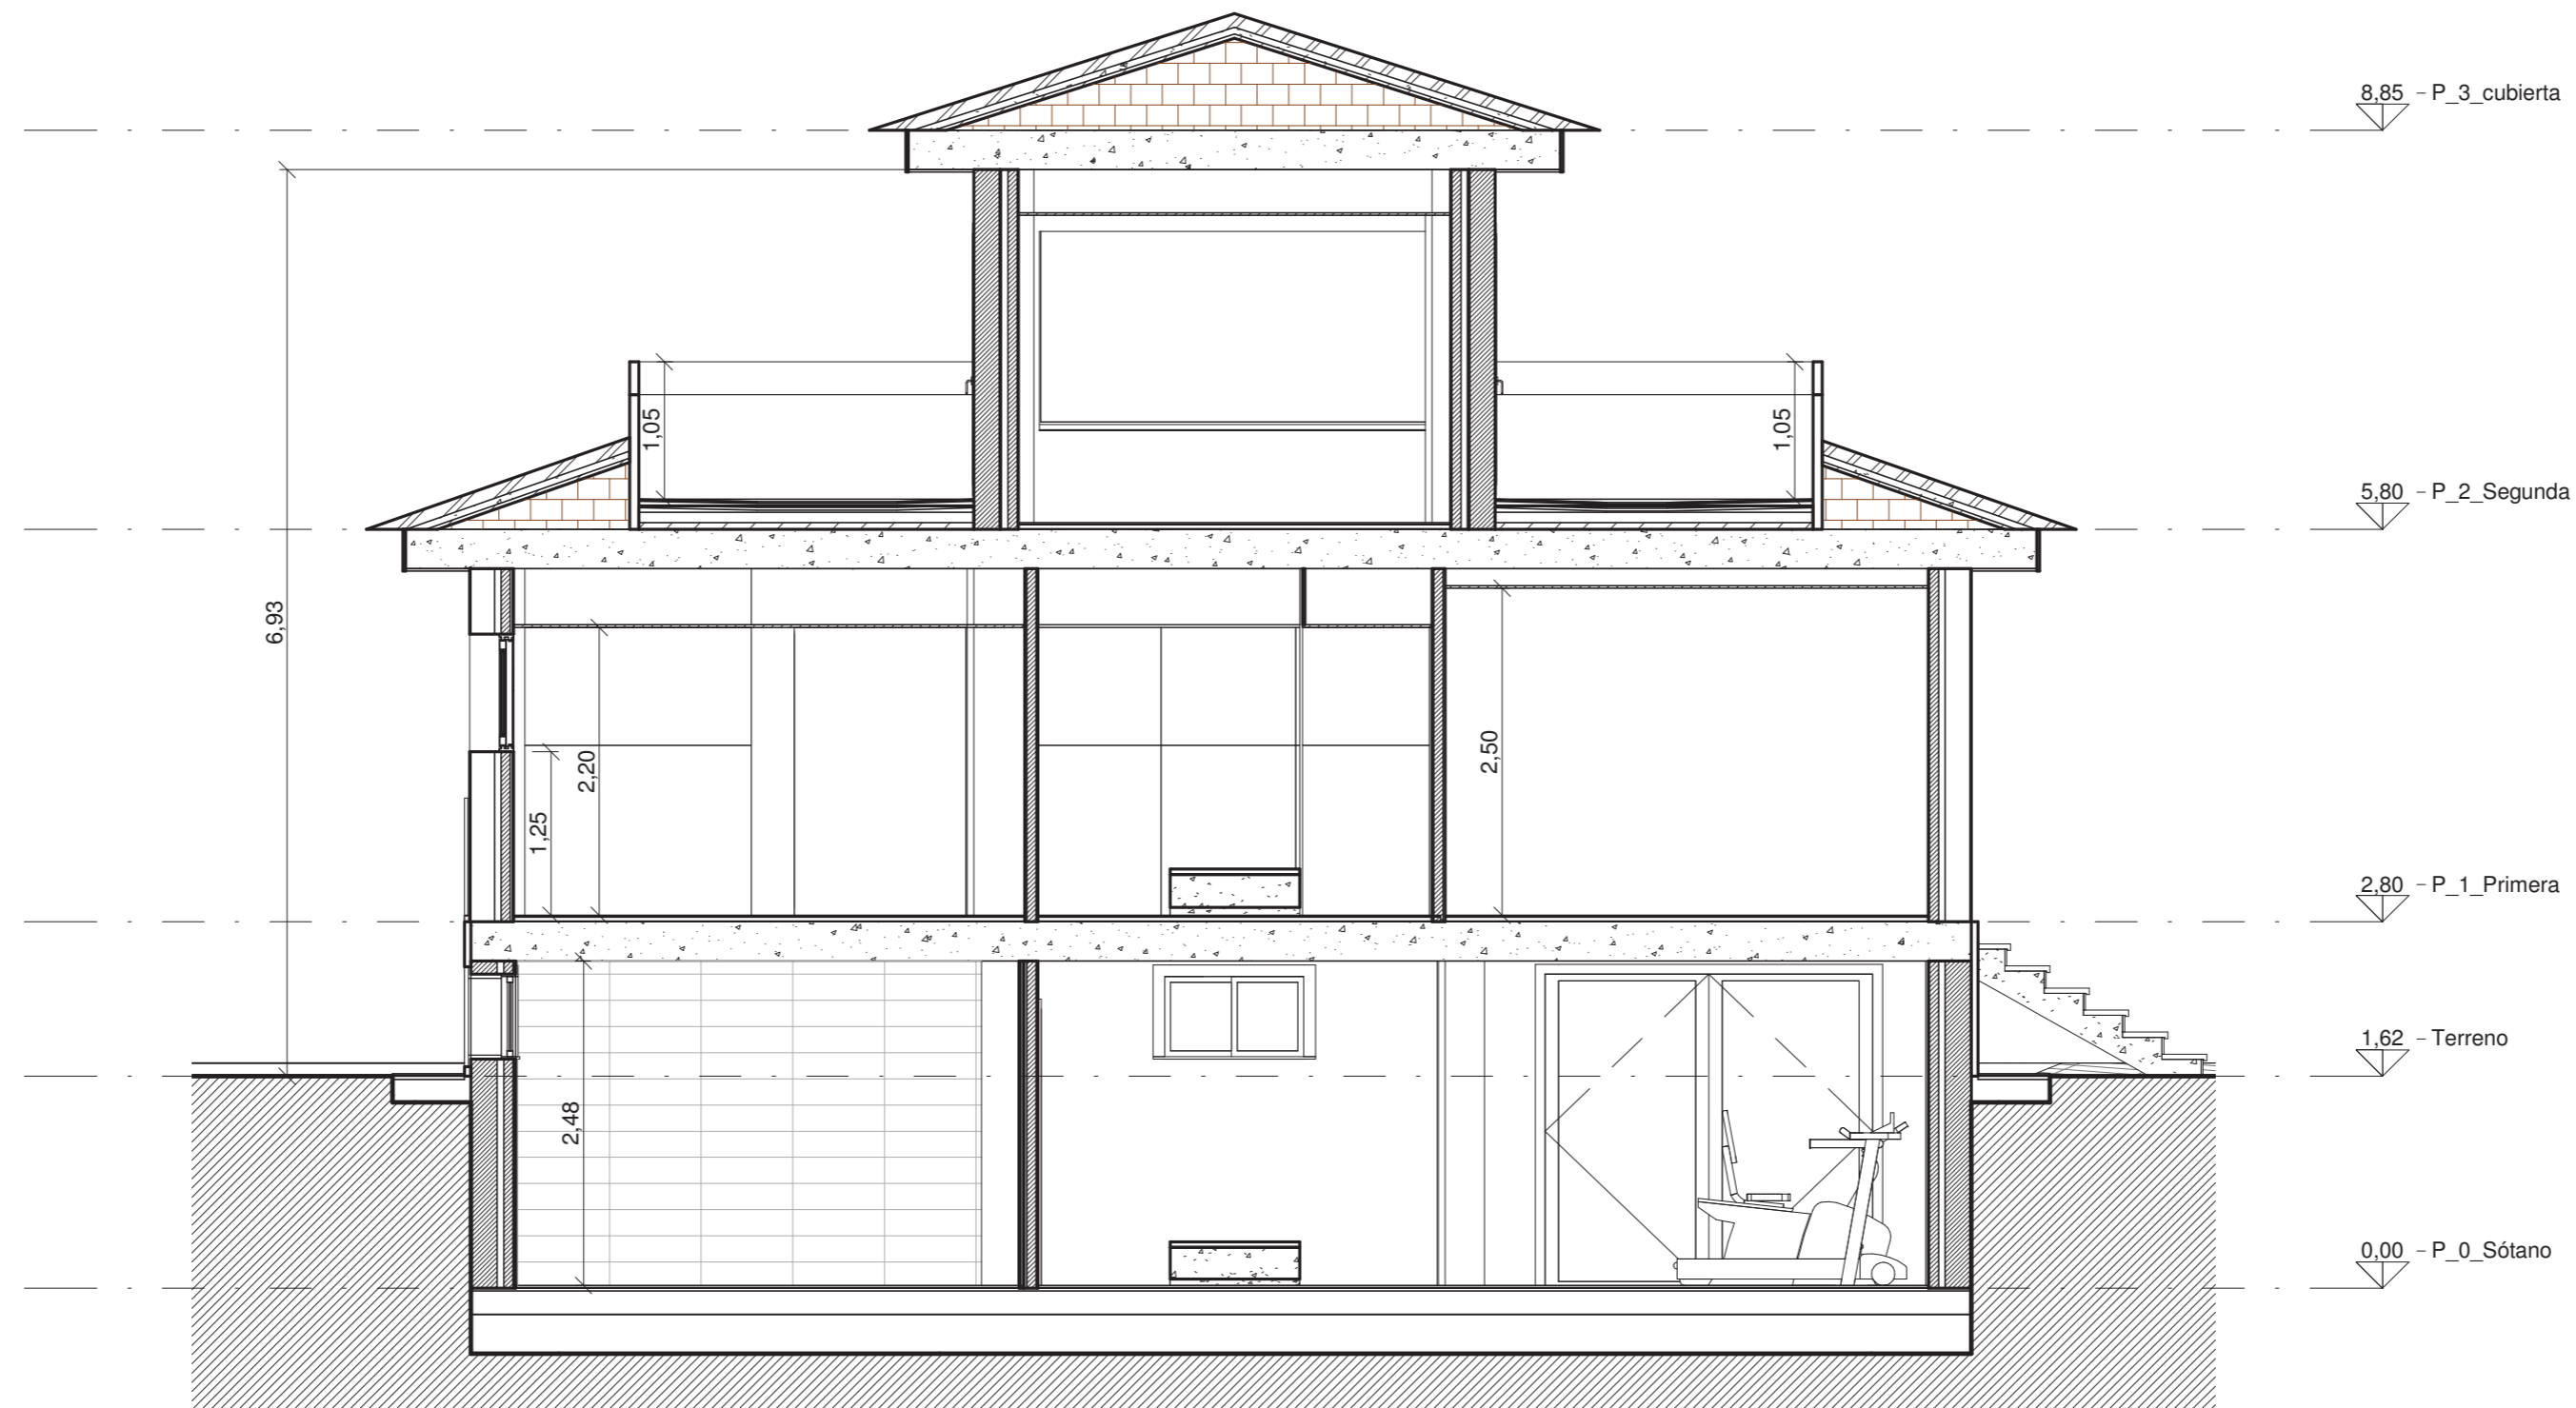 8,85 - P_3_cubierta
1,05
1,05
5,80 - P_2_Segunda
6,93
2,20
2,50
1,25
2,80 - P_1_Primera
1,62 - Terreno
2,48
0,00 - P_0_Sótano